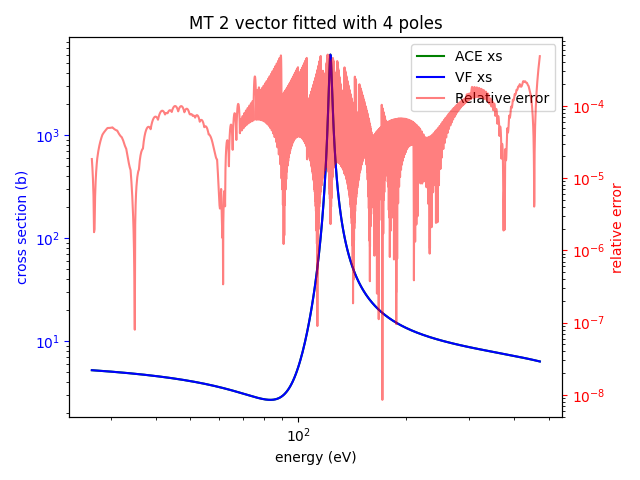 MT 2 vector fitted with 4 poles
ACE xs
VF xs
Relative error
cross section (b)
10^3
10^2
10^1
10^-4
10^-5
10^-6
10^-7
10^-8
relative error
10^2
energy (eV)